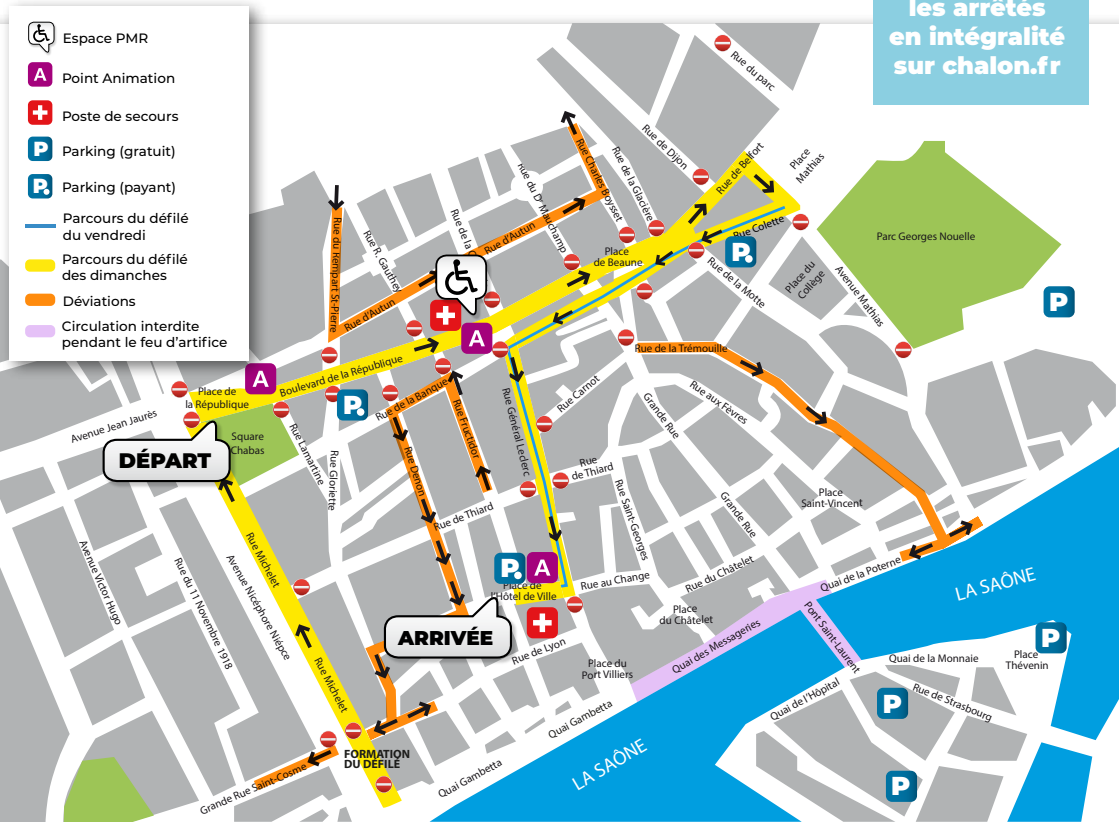 les arrêtés
en intégralité
sur chalon.fr
Espace PMR
A
Point Animation
Poste de secours
P
Parking (gratuit)
P.
Parking (payant)
Parcours du défilé
du vendredi
Parcours du défilé
des dimanches
Déviations
Circulation interdite
pendant le feu d'artifice
Rue du parc
Rue de Dijon
Rue de Belfort
Place
Mathias
Rue Charles Boysset
Rue de la Glacière
Rue du Dr Mauchamp
Rue de la
Rue d'Autun
Rue R. Gauthey
Rue du Rempart St-Pierre
Rue d'Autun
Place
de Beaune
Rue Colette
P.
Parc Georges Nouelle
Rue de la Motte
Place du
Collège
Avenue Mathias
P
A
A
Boulevard de la République
Rue de la Trémouille
Place de
la République
P.
Rue de la Banque
Avenue Jean Jaurès
Square
Chabas
DÉPART
Rue Lamartine
Rue Gloriette
Rue Denon
Rue Fructidor
Rue Général Leclerc
Rue Carnot
Grande Rue
Rue aux Fèvres
Rue
de Thiard
Rue de Thiard
Rue Saint-Georges
Grande Rue
Place
Saint-Vincent
Rue Michelet
Avenue Nicéphore Niépce
Rue du 11 Novembre 1918
Avenue Victor Hugo
P.
A
Place de
l'Hôtel de Ville
Rue au Change
Rue du Châtelet
Quai de la Poterne
LA SAÔNE
Place
du Châtelet
ARRIVÉE
Rue de Lyon
Place du
Port Villiers
Quai des Messageries
Pont Saint-Laurent
Quai de la Monnaie
Place
Thévenin
P
Rue Michelet
Quai Gambetta
Quai de l'Hôpital
Rue de Strasbourg
P
FORMATION
DU DÉFILÉ
Grande Rue Saint-Cosme
Quai Gambetta
LA SAÔNE
P